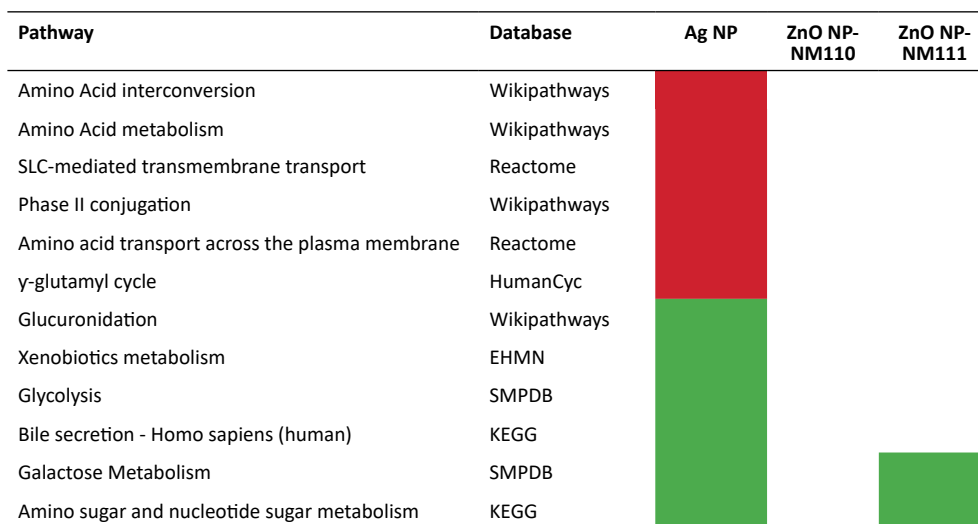 Pathway Database Ag NP ZnO NP-NM110 ZnO NP-NM111
Amino Acid interconversion Wikipathways
Amino Acid metabolism Wikipathways
SLC-mediated transmembrane transport Reactome
Phase II conjugation Wikipathways
Amino acid transport across the plasma membrane Reactome
γ-glutamyl cycle HumanCyc
Glucuronidation Wikipathways
Xenobiotics metabolism EHMN
Glycolysis SMPDB
Bile secretion - Homo sapiens (human) KEGG
Galactose Metabolism SMPDB
Amino sugar and nucleotide sugar metabolism KEGG